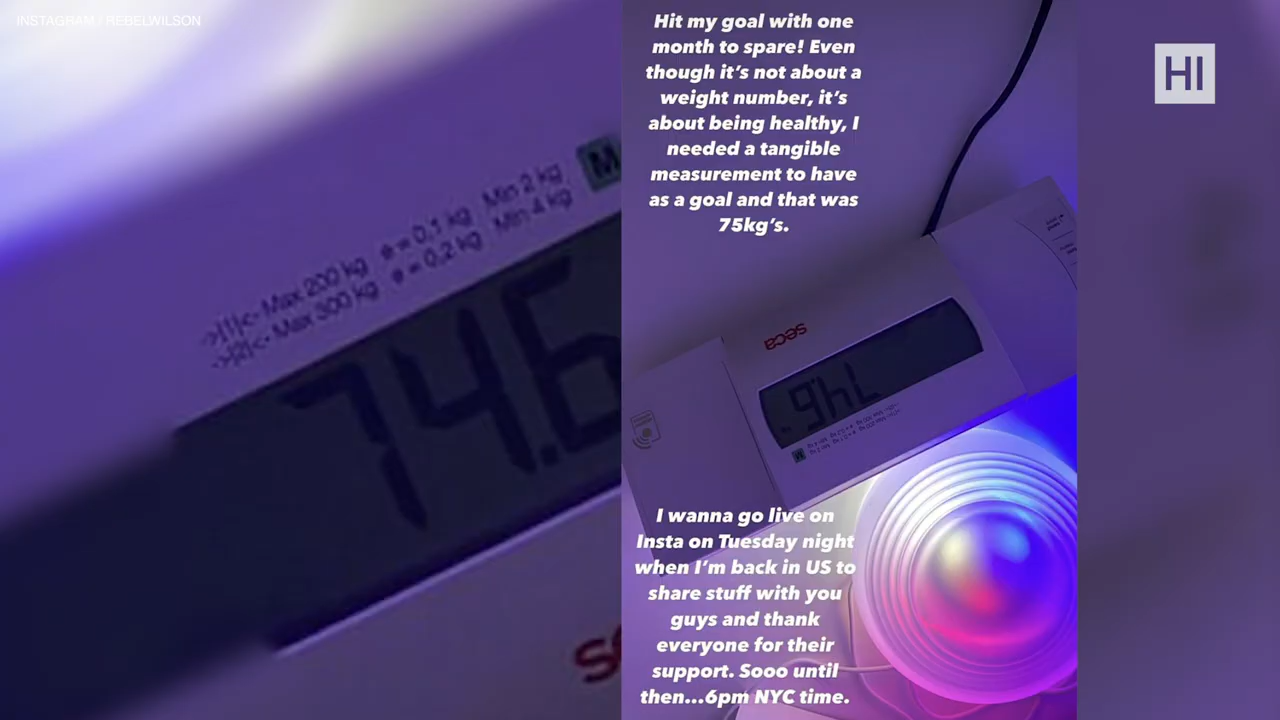 INSTAGRAM / REBELWILSON
HI
Hit my goal with one
month to spare! Even
though it's not about a
weight number, it's
about being healthy, I
needed a tangible
measurement to have
as a goal and that was
75kg's.
M
->|1|<- Max 200 kg e = 0,1 kg Min 2 kg
->|2|<- Max 300 kg e = 0,2 kg Min 4 kg
74.6
seca
74.6
M
I wanna go live on
Insta on Tuesday night
when I'm back in US to
share stuff with you
guys and thank
everyone for their
support. Sooo until
then...6pm NYC time.